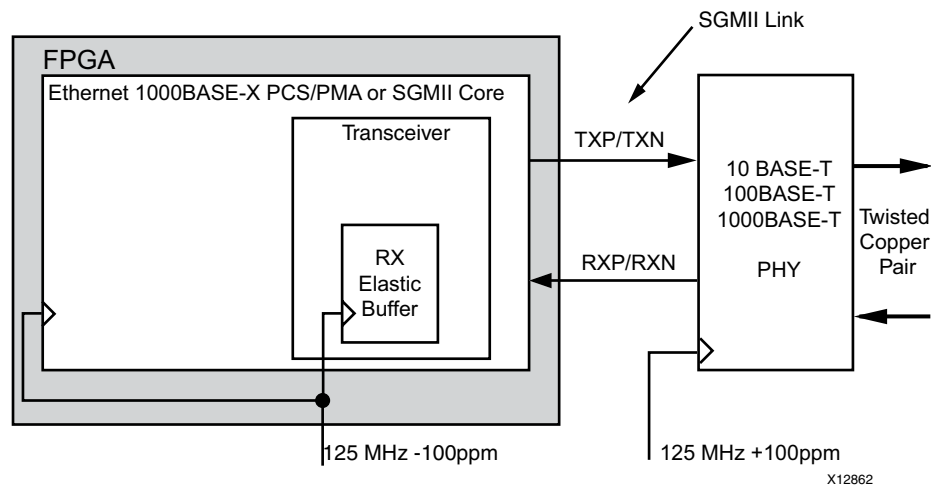 SGMII Link
FPGA
Ethernet 1000BASE-X PCS/PMA or SGMII Core
Transceiver
TXP/TXN
10 BASE-T
100BASE-T
1000BASE-T
PHY
Twisted
Copper
Pair
RX
Elastic
Buffer
RXP/RXN
125 MHz -100ppm
125 MHz +100ppm
X12862